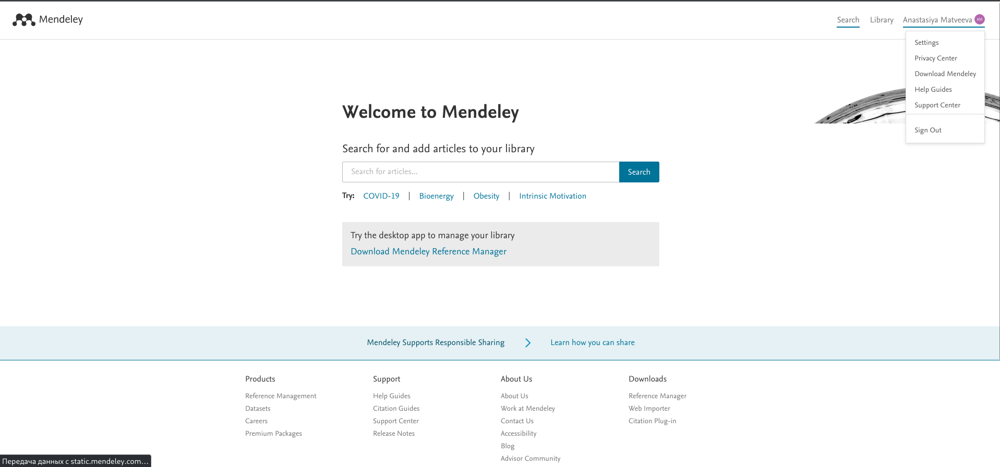 Mendeley
Search Library Anastasiya Matveeva AM
Settings
Privacy Center
Download Mendeley
Help Guides
Support Center
Sign Out
Welcome to Mendeley
Search for and add articles to your library
Search for articles... Search
Try: COVID-19 | Bioenergy | Obesity | Intrinsic Motivation
Try the desktop app to manage your library
Download Mendeley Reference Manager
Mendeley Supports Responsible Sharing Learn how you can share
Products
Reference Management
Datasets
Careers
Premium Packages
Support
Help Guides
Citation Guides
Support Center
Release Notes
About Us
About Us
Work at Mendeley
Contact Us
Accessibility
Blog
Advisor Community
Downloads
Reference Manager
Web Importer
Citation Plug-in
Передача данных с static.mendeley.com...